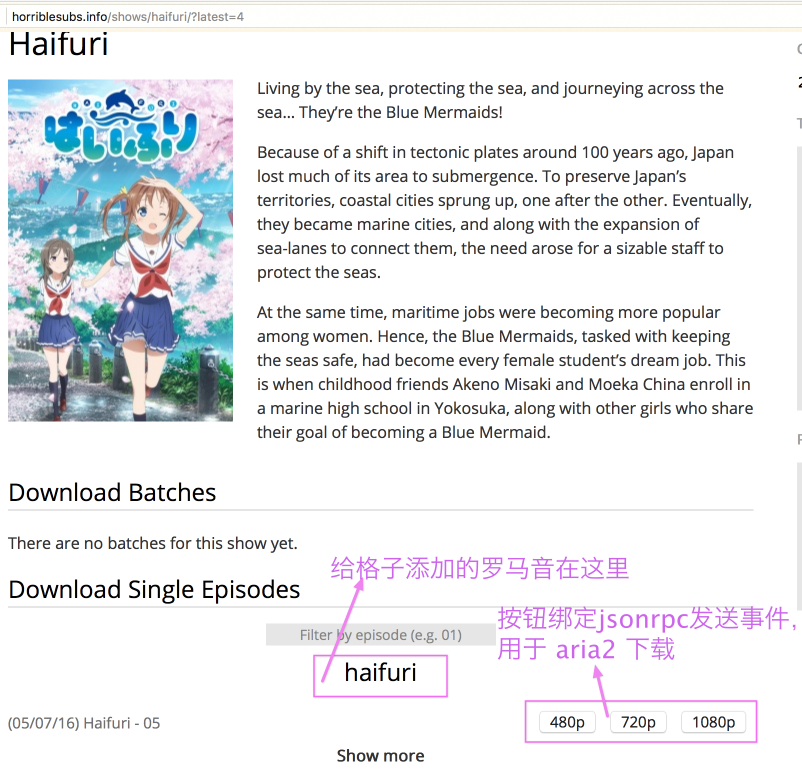 horriblesubs.info/shows/haifuri/?latest=4
Haifuri
HAI FURI
はいふり
Living by the sea, protecting the sea, and journeying across the
sea... They're the Blue Mermaids!
Because of a shift in tectonic plates around 100 years ago, Japan
lost much of its area to submergence. To preserve Japan's
territories, coastal cities sprung up, one after the other. Eventually,
they became marine cities, and along with the expansion of
sea-lanes to connect them, the need arose for a sizable staff to
protect the seas.
At the same time, maritime jobs were becoming more popular
among women. Hence, the Blue Mermaids, tasked with keeping
the seas safe, had become every female student's dream job. This
is when childhood friends Akeno Misaki and Moeka China enroll in
a marine high school in Yokosuka, along with other girls who share
their goal of becoming a Blue Mermaid.
Download Batches
There are no batches for this show yet.
给格子添加的罗马音在这里
Download Single Episodes
按钮绑定jsonrpc发送事件，
用于 aria2 下载
Filter by episode (e.g. 01)
haifuri
(05/07/16) Haifuri - 05
480p
720p
1080p
Show more